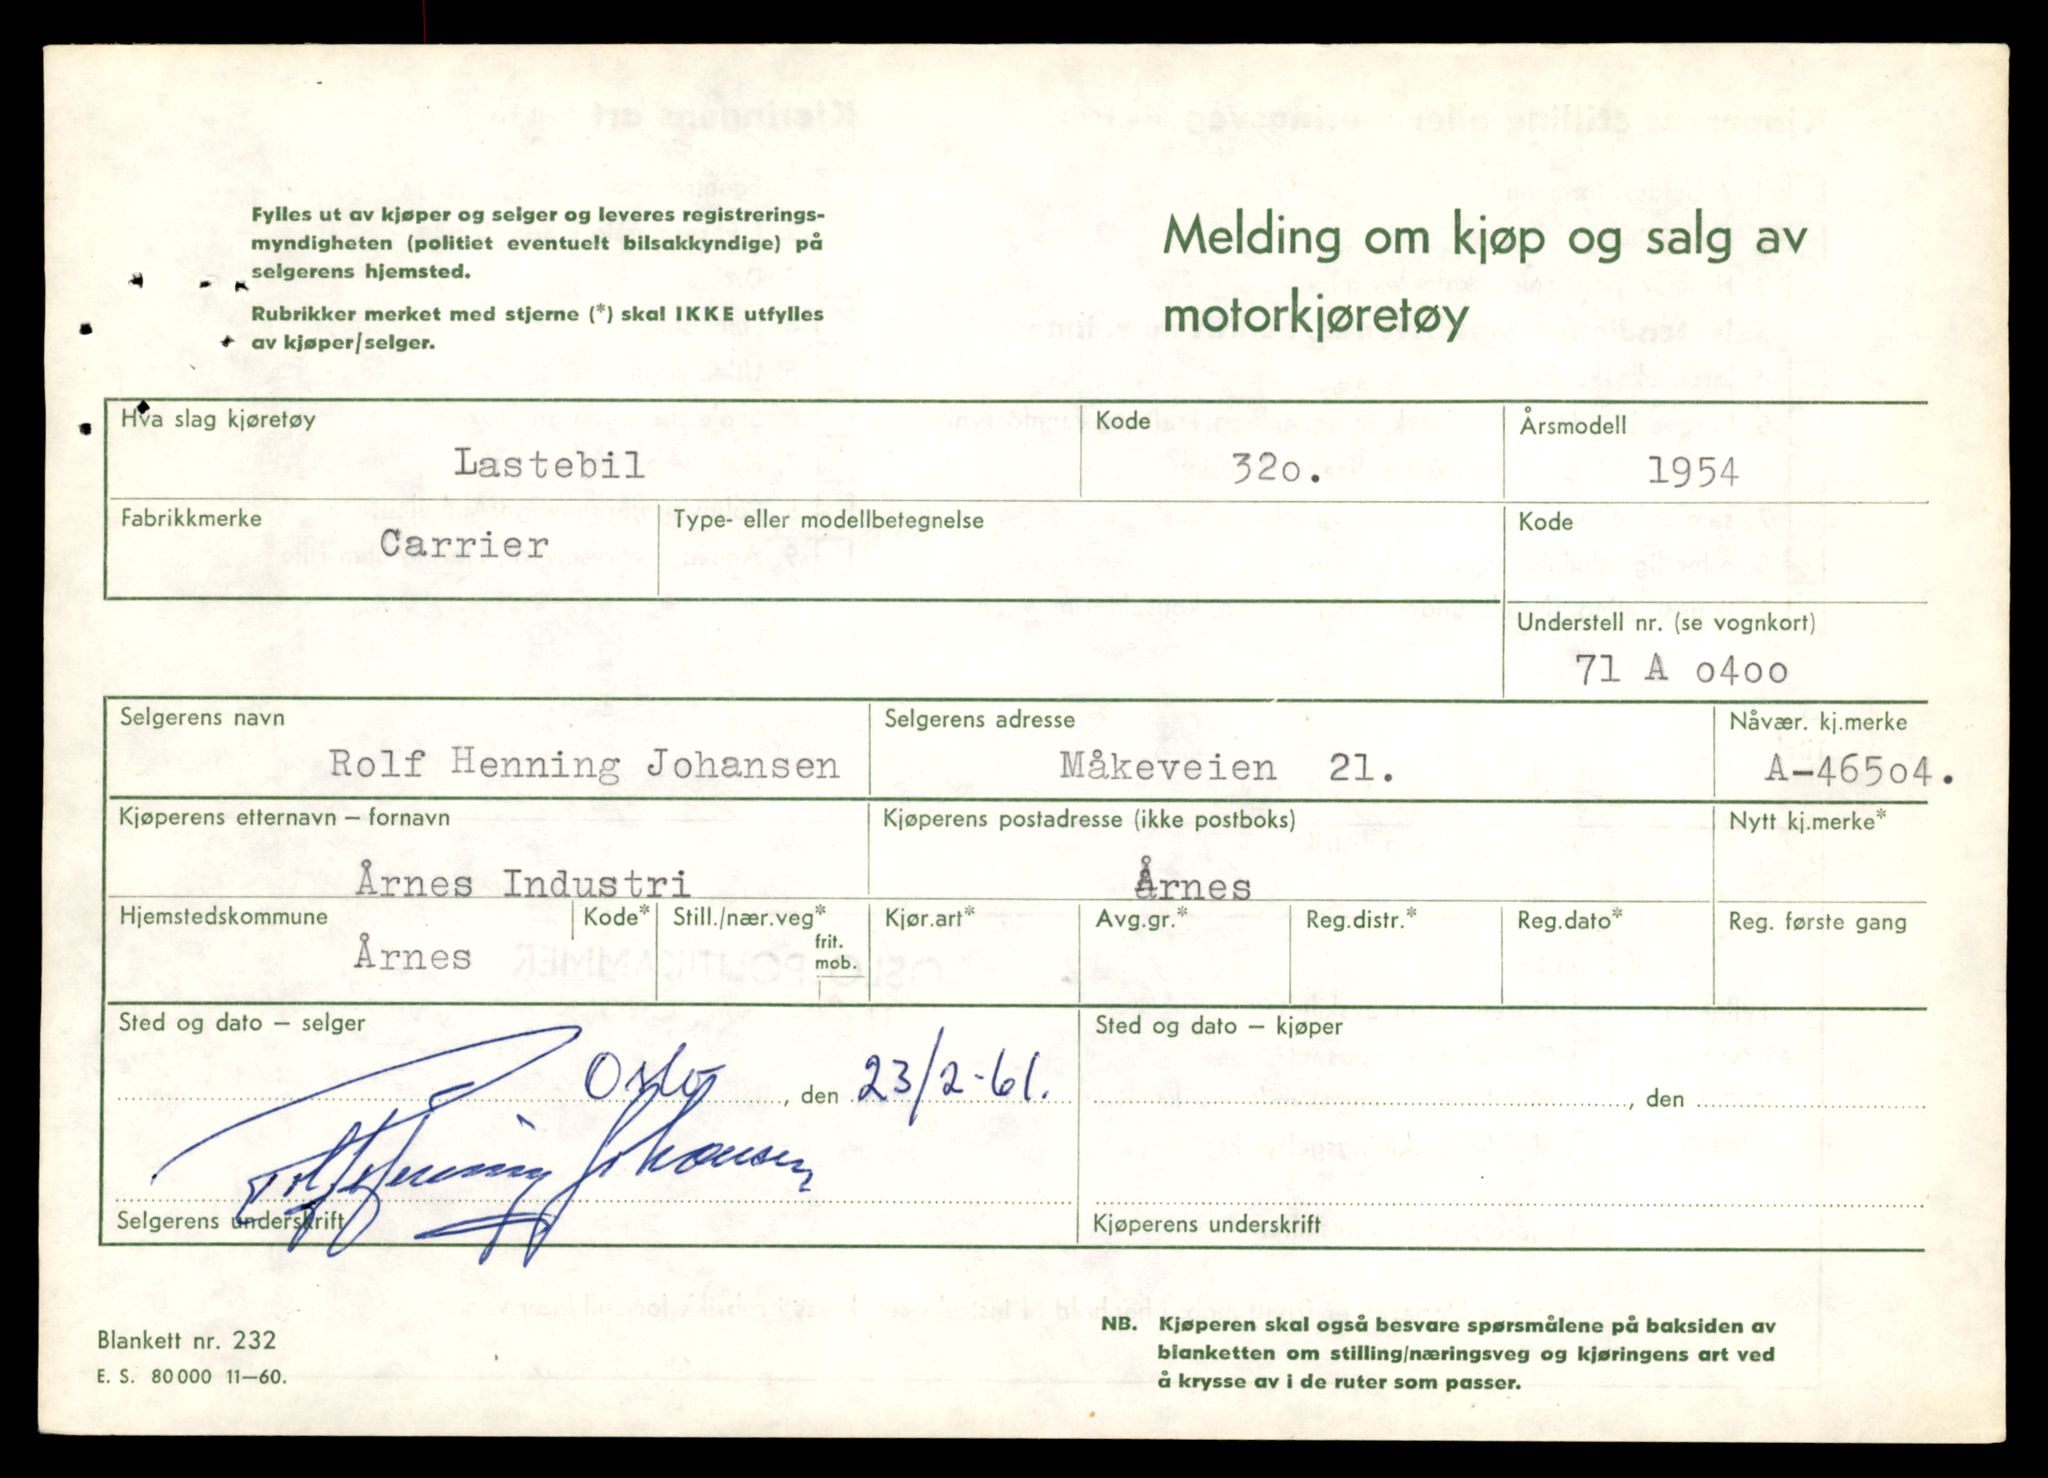 Fylles ut av kjøper og selger og leveres registrerings-
myndigheten (politiet eventuelt bilsakkyndige) på
selgerens hjemsted.
Rubrikker merket med stjerne (*) skal IKKE utfylles
av kjøper/selger.
Melding om kjøp og salg av
motorkjøretøy
Hva slag kjøretøy
Lastebil
Kode
32o.
Årsmodell
1954
Fabrikkmerke
Carrier
Type- eller modellbetegnelse
Kode
Understell nr. (se vognkort)
71 A o4oo
Selgerens navn
Rolf Henning Johansen
Selgerens adresse
Måkeveien 21.
Nåvær. kj.merke
A-465o4.
Kjøperens etternavn – fornavn
Årnes Industri
Kjøperens postadresse (ikke postboks)
Årnes
Nytt kj.merke*
Hjemstedskommune
Årnes
Kode*
Still./nær.veg*
frit.
mob.
Kjør.art*
Avg.gr.*
Reg.distr.*
Reg.dato*
Reg. første gang
Sted og dato – selger
Oslo, den 23/2-61.
Rolf Henning Johansen
Selgerens underskrift
Sted og dato – kjøper
, den
Kjøperens underskrift
Blankett nr. 232
E. S. 80000 11–60.
NB. Kjøperen skal også besvare spørsmålene på baksiden av
blanketten om stilling/næringsveg og kjøringens art ved
å krysse av i de ruter som passer.